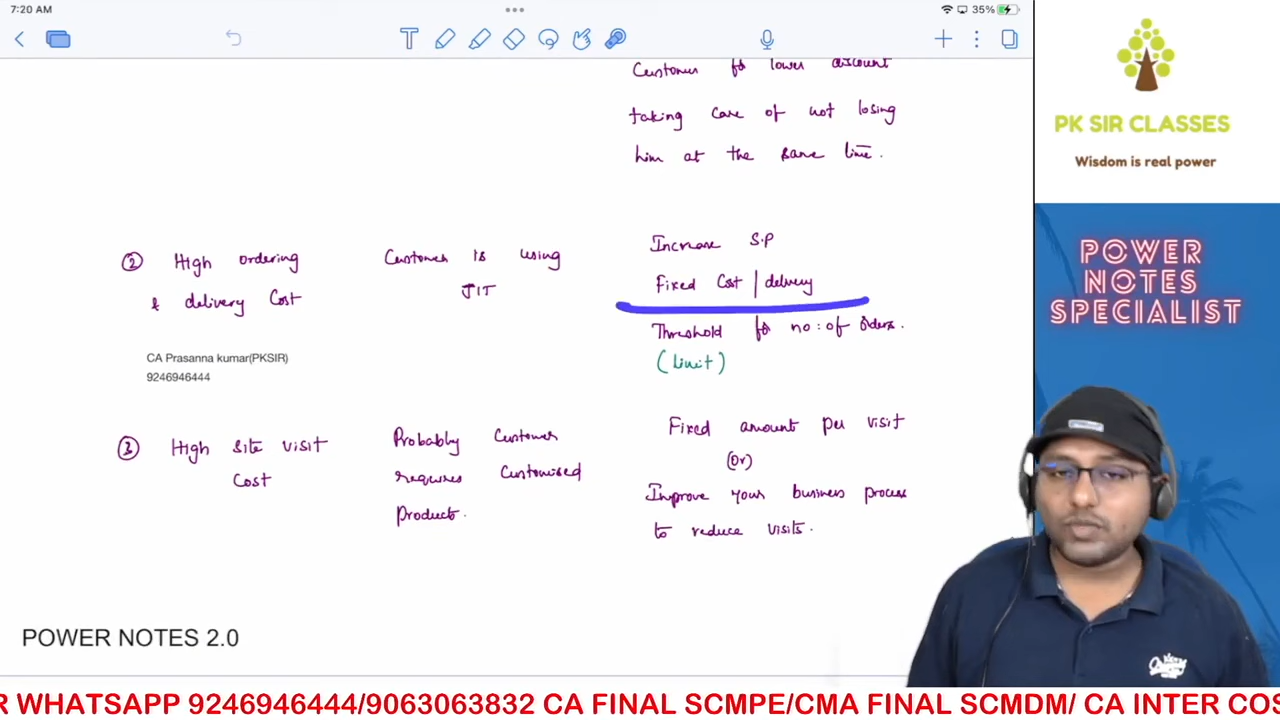 7:20 AM
35%
Customer for lower discount
taking care of not losing
him at the same time.
② High ordering & delivery Cost
Customer is using JIT
Increase S.P
Fixed Cost / delivery
Threshold for no: of orders.
(limit)
CA Prasanna kumar(PKSIR)
9246946444
③ High Site visit Cost
Probably Customer
requires Customised
Products.
Fixed amount per visit
(or)
Improve your business process
to reduce visits.
POWER NOTES 2.0
PK SIR CLASSES
Wisdom is real power
POWER
NOTES
SPECIALIST
R WHATSAPP 9246946444/9063063832 CA FINAL SCMPE/CMA FINAL SCMDM/ CA INTER COS